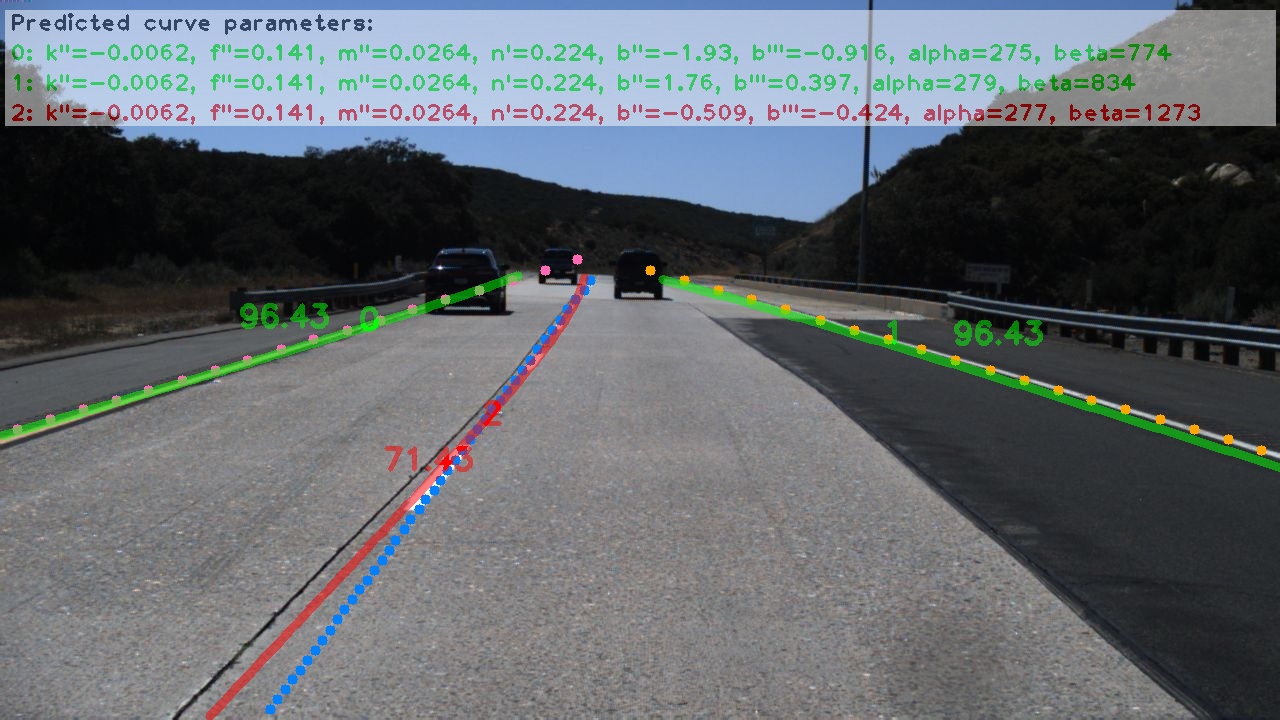 Predicted curve parameters:
0: k''=-0.0062, f''=0.141, m''=0.0264, n'=0.224, b''=-1.93, b'''=-0.916, alpha=275, beta=774
1: k''=-0.0062, f''=0.141, m''=0.0264, n'=0.224, b''=1.76, b'''=0.397, alpha=279, beta=834
2: k''=-0.0062, f''=0.141, m''=0.0264, n'=0.224, b''=-0.509, b'''=-0.424, alpha=277, beta=1273
96.43 0
1 96.43
2
71.43